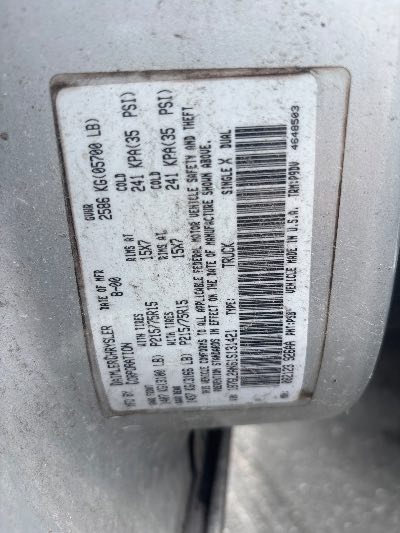 MFD BY DAIMLERCHRYSLER CORPORATION
DATE OF MFR 8-00
GVWR 2586 KG(05700 LB)
GAWR FRONT WITH TIRES P215/75R15 RIMS AT 15X7 COLD 241 KPA(35 PSI)
GAWR REAR WITH TIRES P215/75R15 RIMS AT 15X7 COLD 241 KPA(35 PSI)
THIS VEHICLE CONFORMS TO ALL APPLICABLE FEDERAL MOTOR VEHICLE SAFETY AND THEFT
STANDARDS IN EFFECT ON THE DATE OF MANUFACTURE SHOWN ABOVE.
TYPE: TRUCK SINGLE X DUAL
VEHICLE MADE IN U.S.A. 4648503